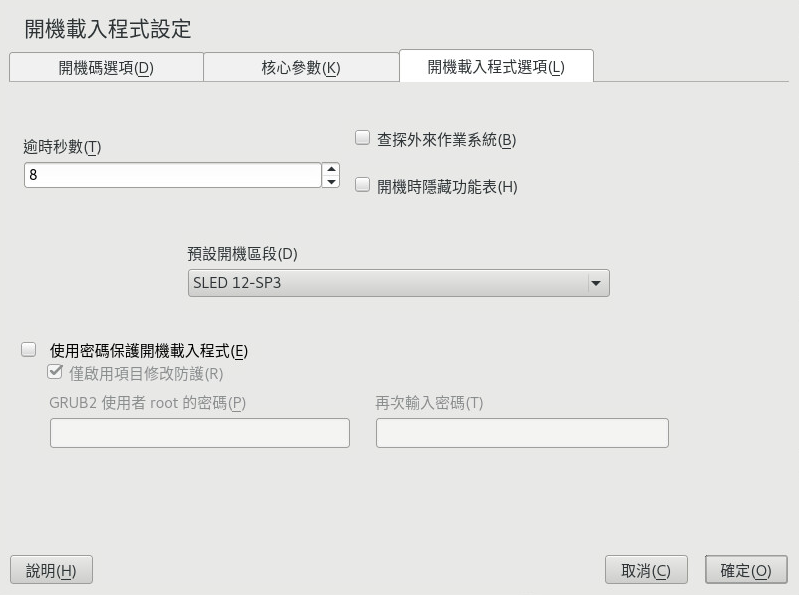 開機載入程式設定
開機碼選項(D)
核心參數(K)
開機載入程式選項(L)
逾時秒數(T)
8
查探外來作業系統(B)
開機時隱藏功能表(H)
預設開機區段(D)
SLED 12-SP3
使用密碼保護開機載入程式(E)
僅啟用項目修改防護(R)
GRUB2 使用者 root 的密碼(P)
再次輸入密碼(T)
說明(H)
取消(C)
確定(O)